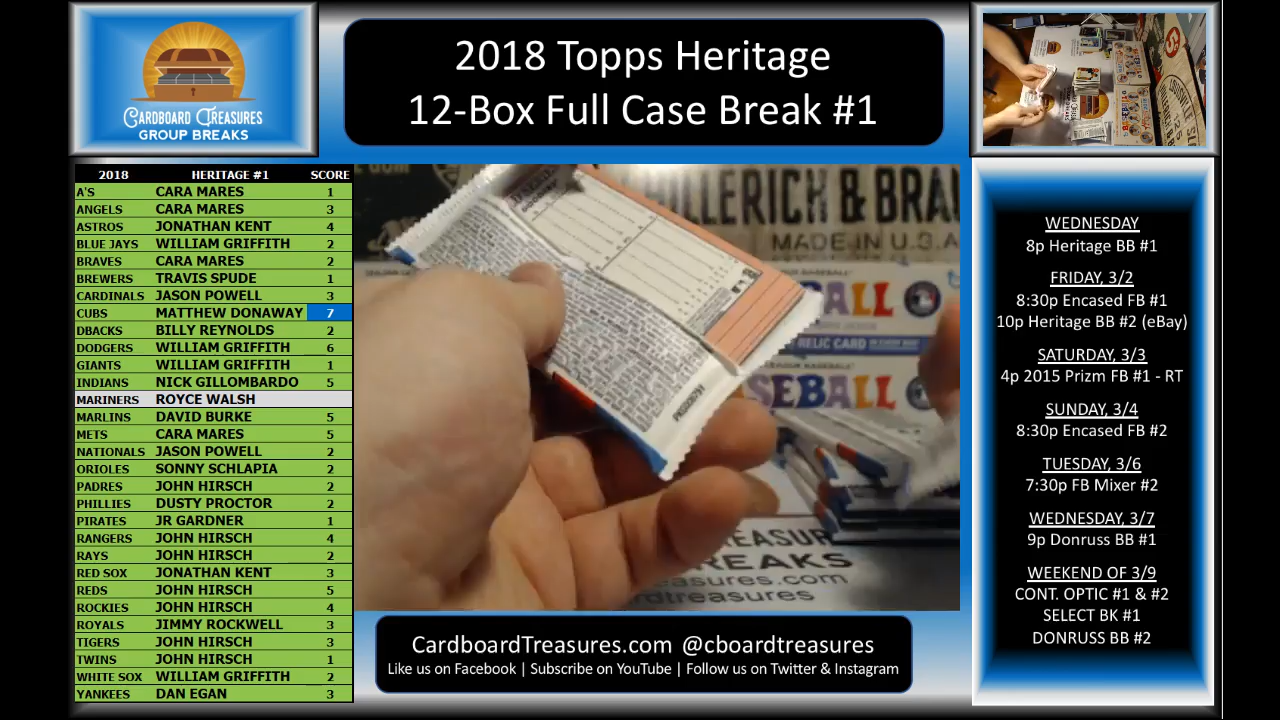 CARDBOARD TREASURES
GROUP BREAKS
2018 Topps Heritage
12-Box Full Case Break #1
2018 HERITAGE #1 SCORE
A'S CARA MARES 1
ANGELS CARA MARES 3
ASTROS JONATHAN KENT 4
BLUE JAYS WILLIAM GRIFFITH 2
BRAVES CARA MARES 2
BREWERS TRAVIS SPUDE 1
CARDINALS JASON POWELL 3
CUBS MATTHEW DONAWAY 7
DBACKS BILLY REYNOLDS 2
DODGERS WILLIAM GRIFFITH 6
GIANTS WILLIAM GRIFFITH 1
INDIANS NICK GILLOMBARDO 5
MARINERS ROYCE WALSH
MARLINS DAVID BURKE 5
METS CARA MARES 5
NATIONALS JASON POWELL 2
ORIOLES SONNY SCHLAPIA 2
PADRES JOHN HIRSCH 2
PHILLIES DUSTY PROCTOR 2
PIRATES JR GARDNER 1
RANGERS JOHN HIRSCH 4
RAYS JOHN HIRSCH 2
RED SOX JONATHAN KENT 3
REDS JOHN HIRSCH 5
ROCKIES JOHN HIRSCH 4
ROYALS JIMMY ROCKWELL 3
TIGERS JOHN HIRSCH 3
TWINS JOHN HIRSCH 1
WHITE SOX WILLIAM GRIFFITH 2
YANKEES DAN EGAN 3
ILLERICH & BRA
MADE IN U.S.A
BALL
RELIC CARD
SEBALL
TREASUR
BREAKS
treasures.com
cardtreasures
CardboardTreasures.com @cboardtreasures
Like us on Facebook | Subscribe on YouTube | Follow us on Twitter & Instagram
WEDNESDAY
8p Heritage BB #1
FRIDAY, 3/2
8:30p Encased FB #1
10p Heritage BB #2 (eBay)
SATURDAY, 3/3
4p 2015 Prizm FB #1 - RT
SUNDAY, 3/4
8:30p Encased FB #2
TUESDAY, 3/6
7:30p FB Mixer #2
WEDNESDAY, 3/7
9p Donruss BB #1
WEEKEND OF 3/9
CONT. OPTIC #1 & #2
SELECT BK #1
DONRUSS BB #2